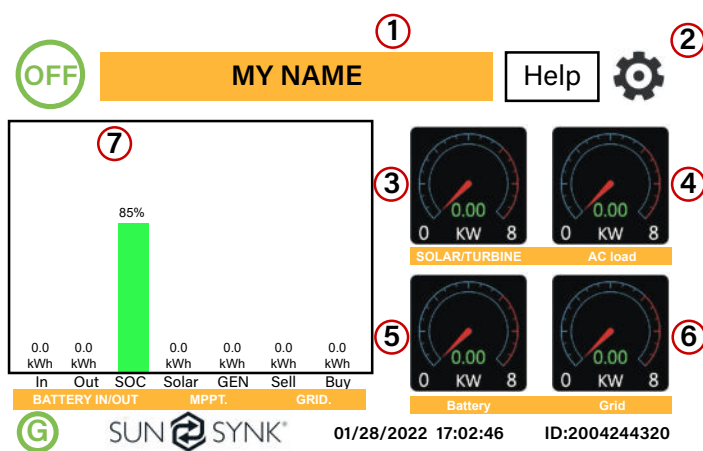 1
2
OFF
MY NAME
Help
7
85%
0.0 0.0 0.0 0.0 0.0 0.0
kWh kWh kWh kWh kWh kWh
In Out SOC Solar GEN Sell Buy
BATTERY IN/OUT MPPT. GRID.
3
0.00
0 KW 8
SOLAR/TURBINE
4
0.00
0 KW 8
AC load
5
0.00
0 KW 8
Battery
6
0.00
0 KW 8
Grid
G
SUN SYNK®
01/28/2022 17:02:46
ID:2004244320